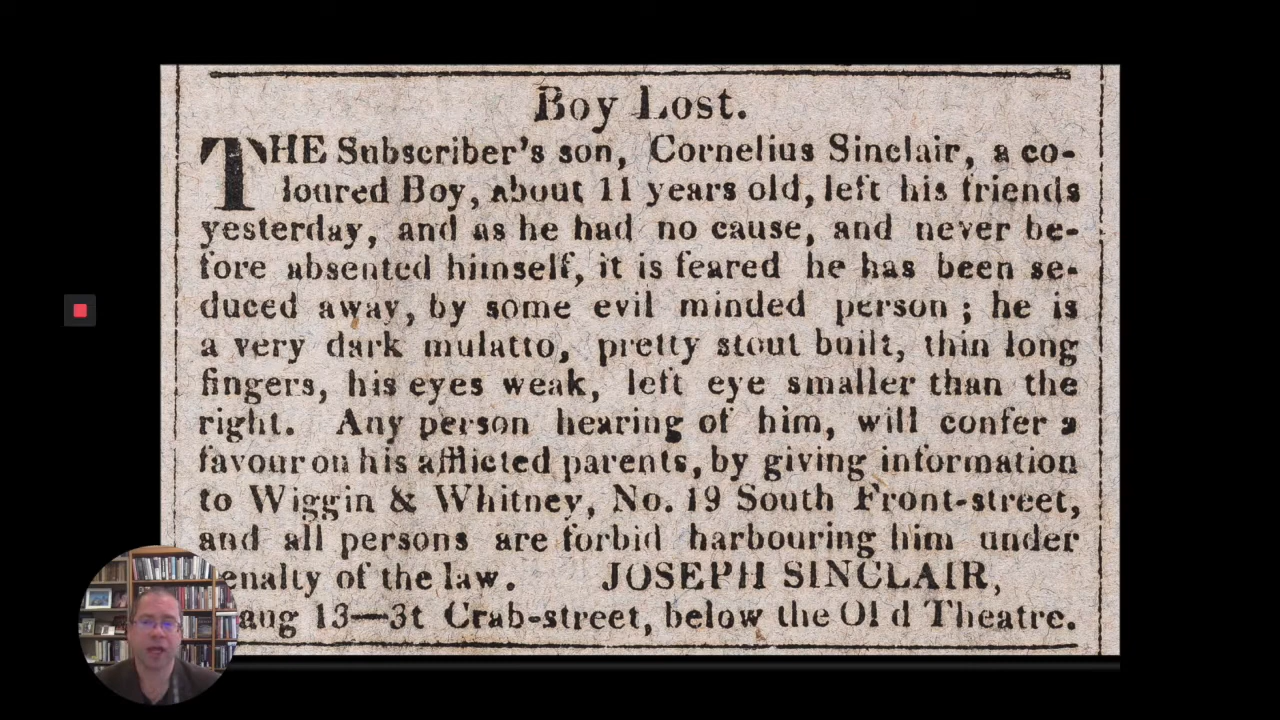 Boy Lost.
THE Subscriber's son, Cornelius Sinclair, a co-
loured Boy, about 11 years old, left his friends
yesterday, and as he had no cause, and never be-
fore absented himself, it is feared he has been se-
duced away, by some evil minded person; he is
a very dark mulatto, pretty stout built, thin long
fingers, his eyes weak, left eye smaller than the
right. Any person hearing of him, will confer a
favour on his afflicted parents, by giving information
to Wiggin & Whitney, No. 19 South Front-street,
and all persons are forbid harbouring him under
enalty of the law. JOSEPH SINCLAIR,
aug 13—3t Crab-street, below the Old Theatre.